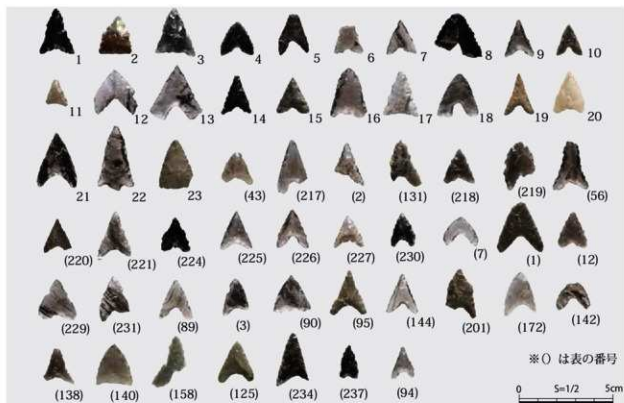 1 2 3 4 5 6 7 8 9 10
11 12 13 14 15 16 17 18 19 20
21 22 23 (43) (217) (2) (131) (218) (219) (56)
(220) (221) (224) (225) (226) (227) (230) (7) (1) (12)
(229) (231) (89) (3) (90) (95) (144) (201) (172) (142)
※() は表の番号
(138) (140) (158) (125) (234) (237) (94)
0 S=1/2 5cm